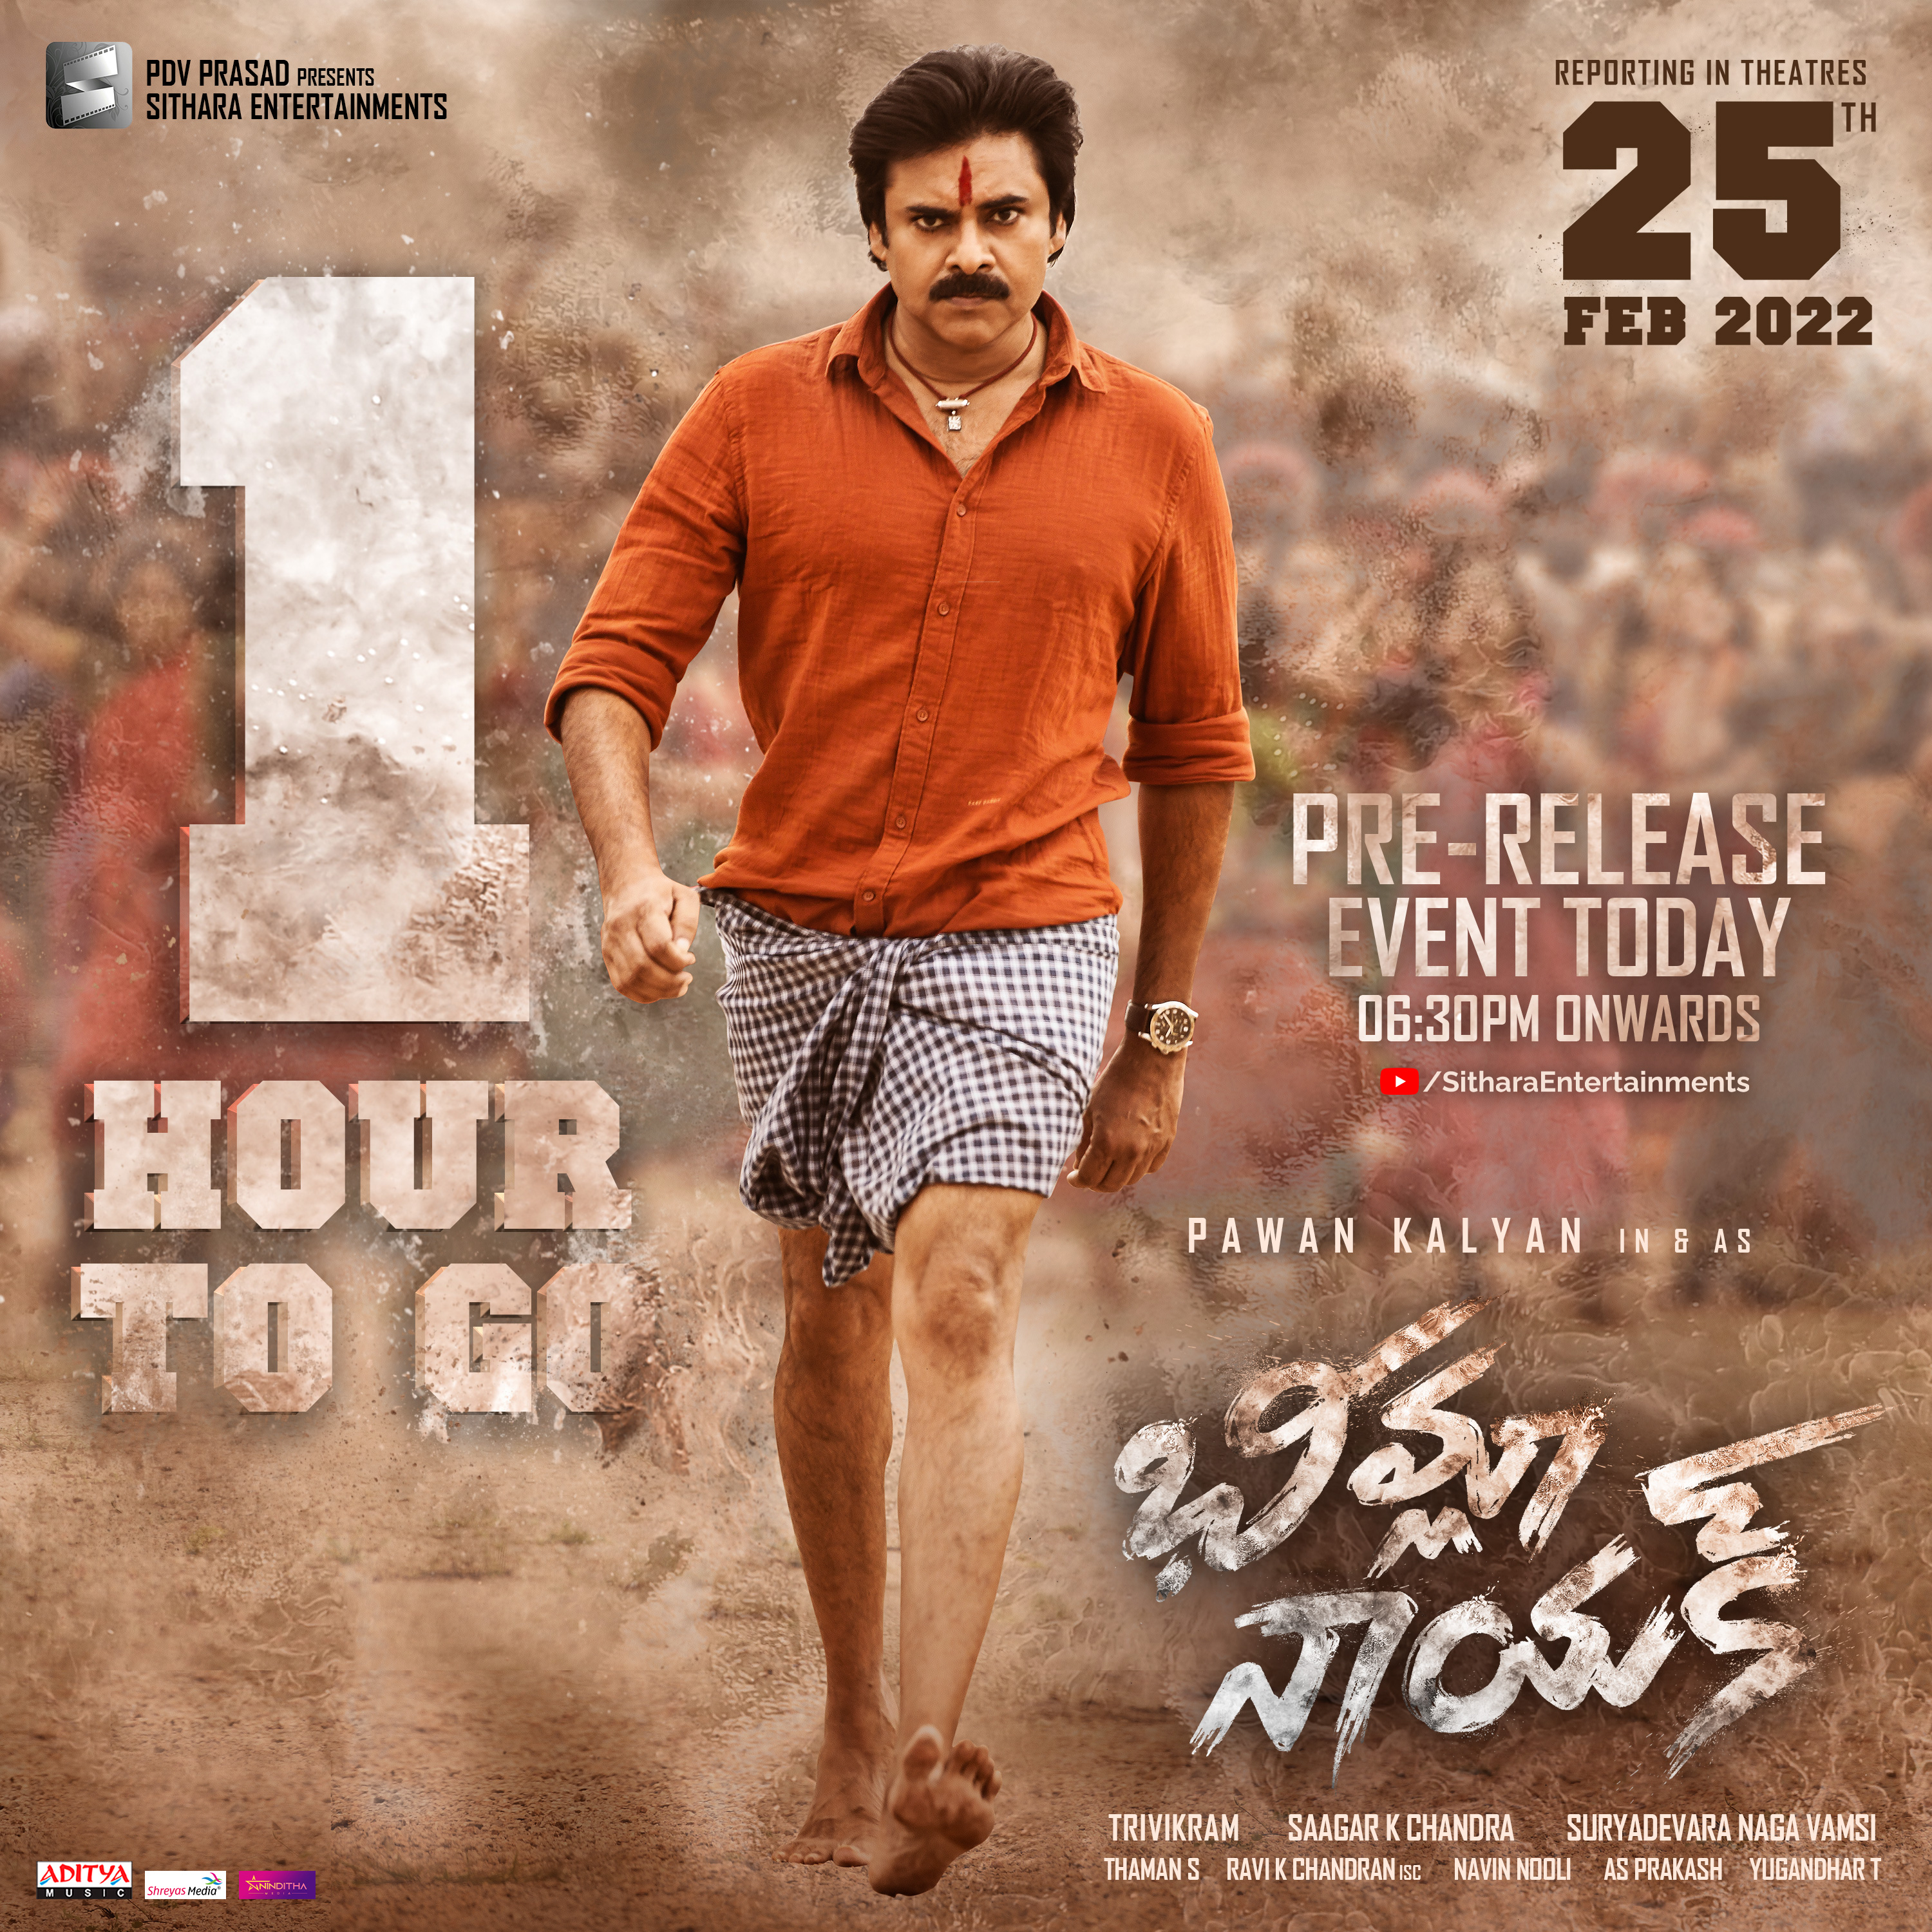 PDV PRASAD PRESENTS
SITHARA ENTERTAINMENTS
REPORTING IN THEATRES
25TH
FEB 2022
1
HOUR
TO GO
PRE-RELEASE
EVENT TODAY
06:30PM ONWARDS
/SitharaEntertainments
PAWAN KALYAN IN & AS
భీమ్లా
నాయక్
TRIVIKRAM SAAGAR K CHANDRA SURYADEVARA NAGA VAMSI
THAMAN S RAVI K CHANDRAN ISC NAVIN NOOLI AS PRAKASH YUGANDHAR T
ADITYA
MUSIC
Shreyas Media
ANINDITHA